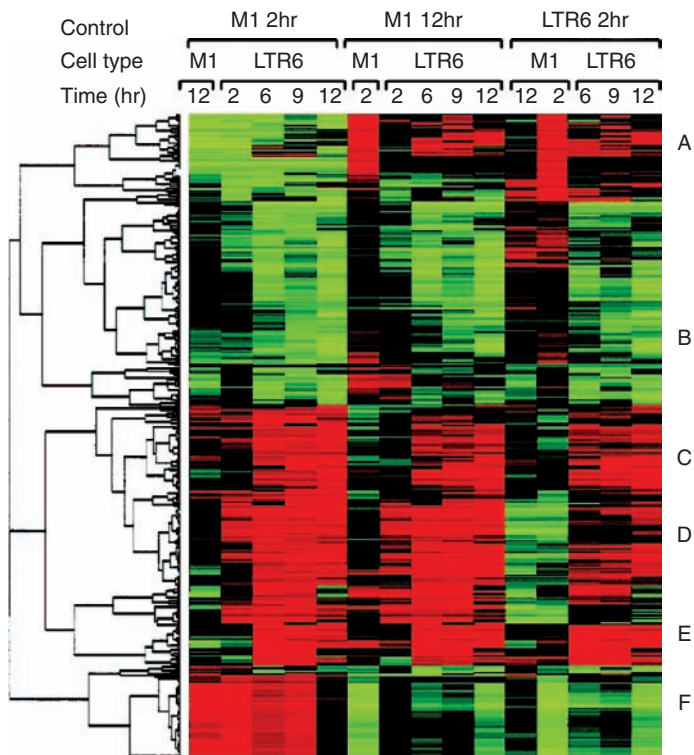 Control M1 2hr M1 12hr LTR6 2hr
Cell type M1 LTR6 M1 LTR6 M1 LTR6
Time (hr) 12 2 6 9 12 2 2 6 9 12 12 2 6 9 12
A
B
C
D
E
F